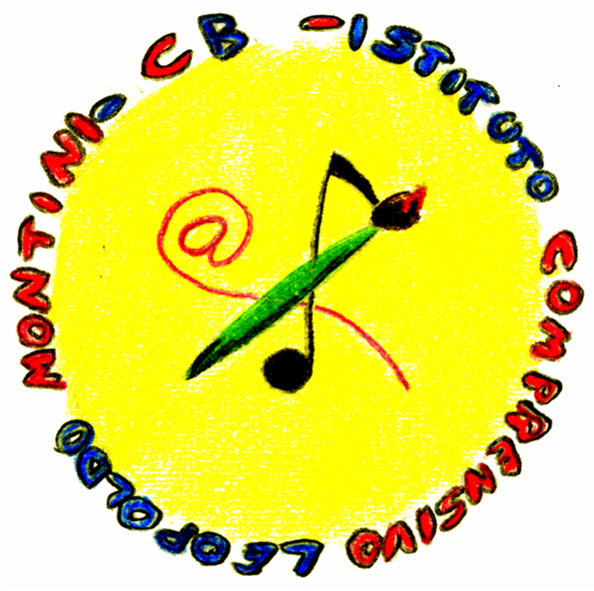 - ISTITUTO COMPRENSIVO LEOPOLDO MONTINI - CB
@